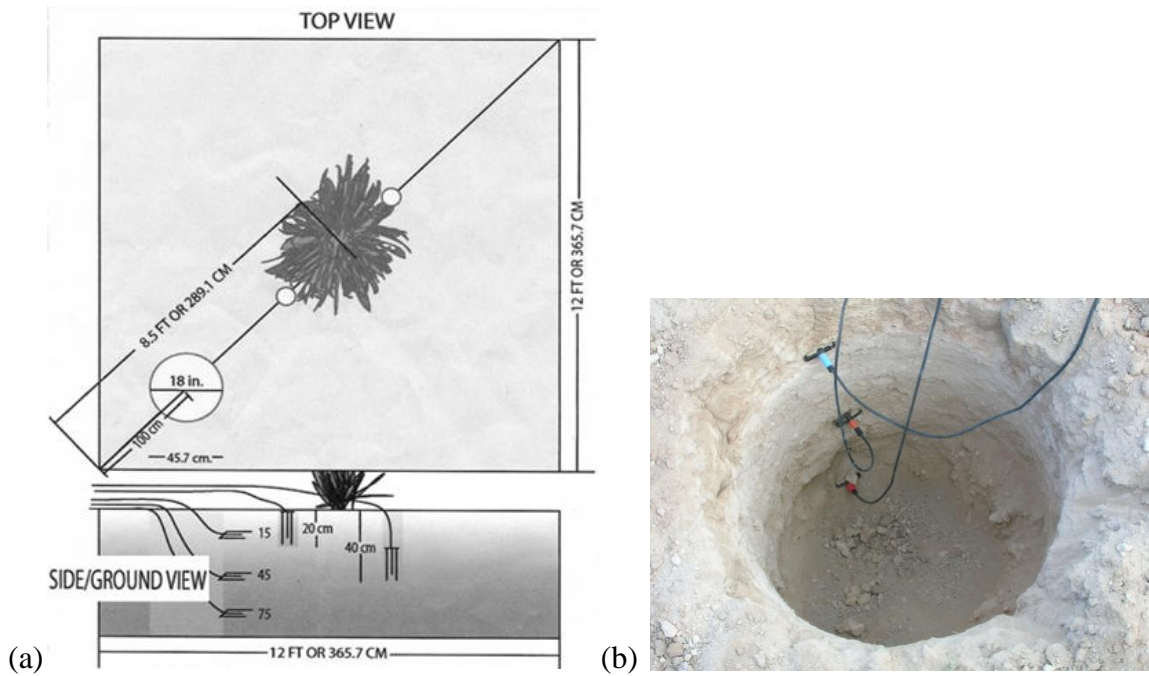 TOP VIEW
8.5 FT OR 289.1 CM
12 FT OR 365.7 CM
18 in.
100 cm
45.7 cm.
15
20 cm
40 cm
SIDE/GROUND VIEW
45
75
12 FT OR 365.7 CM
(a)
(b)